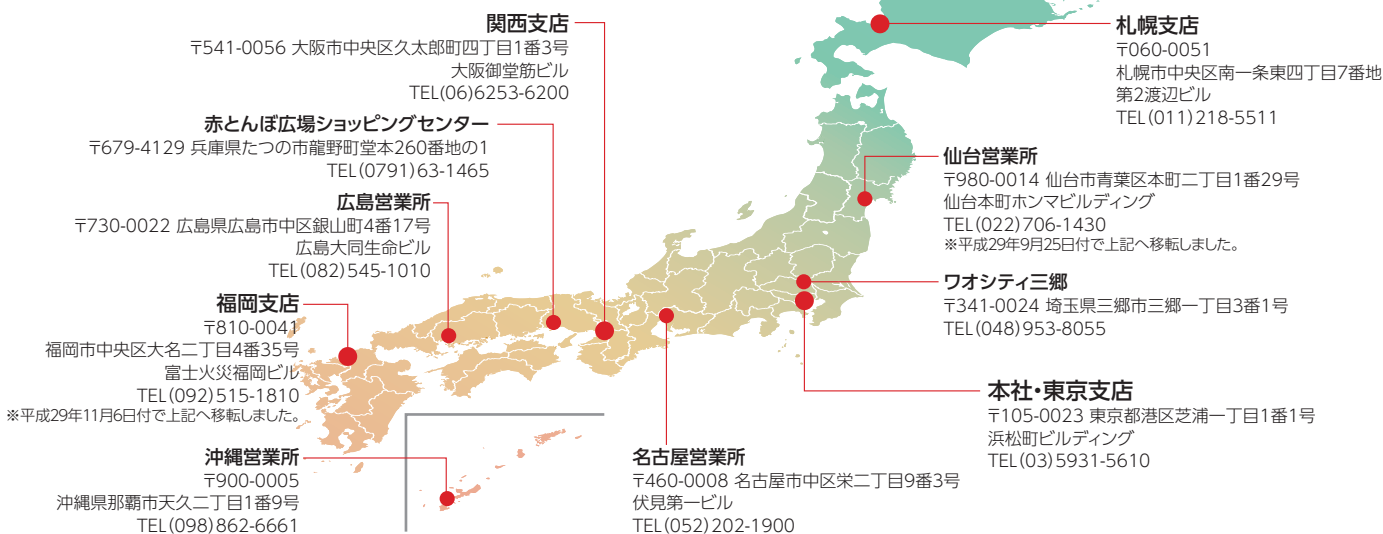 関西支店
〒541-0056 大阪市中央区久太郎町四丁目1番3号
大阪御堂筋ビル
TEL(06)6253-6200
赤とんぼ広場ショッピングセンター
〒679-4129 兵庫県たつの市龍野町堂本260番地の1
TEL(0791)63-1465
広島営業所
〒730-0022 広島県広島市中区銀山町4番17号
広島大同生命ビル
TEL(082)545-1010
福岡支店
〒810-0041
福岡市中央区大名二丁目4番35号
富士火災福岡ビル
TEL(092)515-1810
※平成29年11月6日付で上記へ移転しました。
沖縄営業所
〒900-0005
沖縄県那覇市天久二丁目1番9号
TEL(098)862-6661
札幌支店
〒060-0051
札幌市中央区南一条東四丁目7番地
第2渡辺ビル
TEL(011)218-5511
仙台営業所
〒980-0014 仙台市青葉区本町二丁目1番29号
仙台本町ホンマビルディング
TEL(022)706-1430
※平成29年9月25日付で上記へ移転しました。
ワオシティ三郷
〒341-0024 埼玉県三郷市三郷一丁目3番1号
TEL(048)953-8055
本社・東京支店
〒105-0023 東京都港区芝浦一丁目1番1号
浜松町ビルディング
TEL(03)5931-5610
名古屋営業所
〒460-0008 名古屋市中区栄二丁目9番3号
伏見第一ビル
TEL(052)202-1900